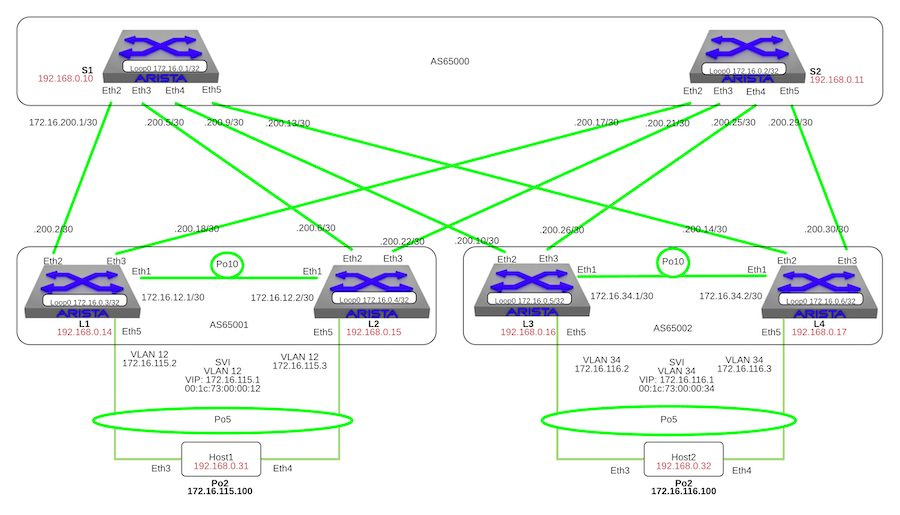 AS65000
S1
192.168.0.10
Loop0 172.16.0.1/32
ARISTA
Eth2 Eth3 Eth4 Eth5
Loop0 172.16.0.2/32
ARISTA
S2
192.168.0.11
Eth2 Eth3 Eth4 Eth5
172.16.200.1/30 .200.5/30 .200.9/30 .200.13/30 .200.17/30 .200.21/30 .200.25/30 .200.29/30
.200.2/30 .200.18/30 .200.6/30 .200.22/30 .200.10/30 .200.26/30 .200.14/30 .200.30/30
Eth2 Eth3
Eth1 Po10 Eth1
Eth2 Eth3
Loop0 172.16.0.3/32
ARISTA
L1
192.168.0.14
172.16.12.1/30 172.16.12.2/30
Loop0 172.16.0.4/32
ARISTA
L2
192.168.0.15
AS65001
Eth5 Eth5
Eth2 Eth3
Eth1 Po10 Eth1
Eth2 Eth3
Loop0 172.16.0.5/32
ARISTA
L3
192.168.0.16
172.16.34.1/30 172.16.34.2/30
Loop0 172.16.0.6/32
ARISTA
L4
192.168.0.17
AS65002
Eth5 Eth5
VLAN 12
172.16.115.2
SVI
VLAN 12
VIP: 172.16.115.1
00:1c:73:00:00:12
VLAN 12
172.16.115.3
Po5
Host1
192.168.0.31
Eth3 Eth4
Po2
172.16.115.100
VLAN 34
172.16.116.2
SVI
VLAN 34
VIP: 172.16.116.1
00:1c:73:00:00:34
VLAN 34
172.16.116.3
Po5
Host2
192.168.0.32
Eth3 Eth4
Po2
172.16.116.100